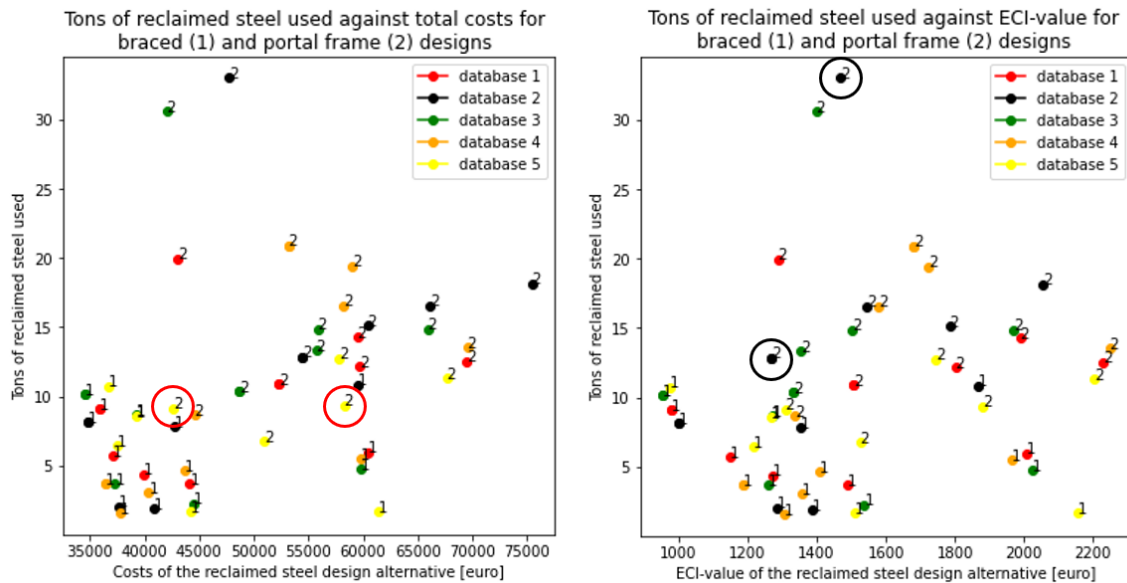 Tons of reclaimed steel used against total costs for
braced (1) and portal frame (2) designs
database 1
database 2
database 3
database 4
database 5
30
25
20
15
10
5
Tons of reclaimed steel used
35000 40000 45000 50000 55000 60000 65000 70000 75000
Costs of the reclaimed steel design alternative [euro]
Tons of reclaimed steel used against ECI-value for
braced (1) and portal frame (2) designs
database 1
database 2
database 3
database 4
database 5
30
25
20
15
10
5
Tons of reclaimed steel used
1000 1200 1400 1600 1800 2000 2200
ECI-value of the reclaimed steel design alternative [euro]